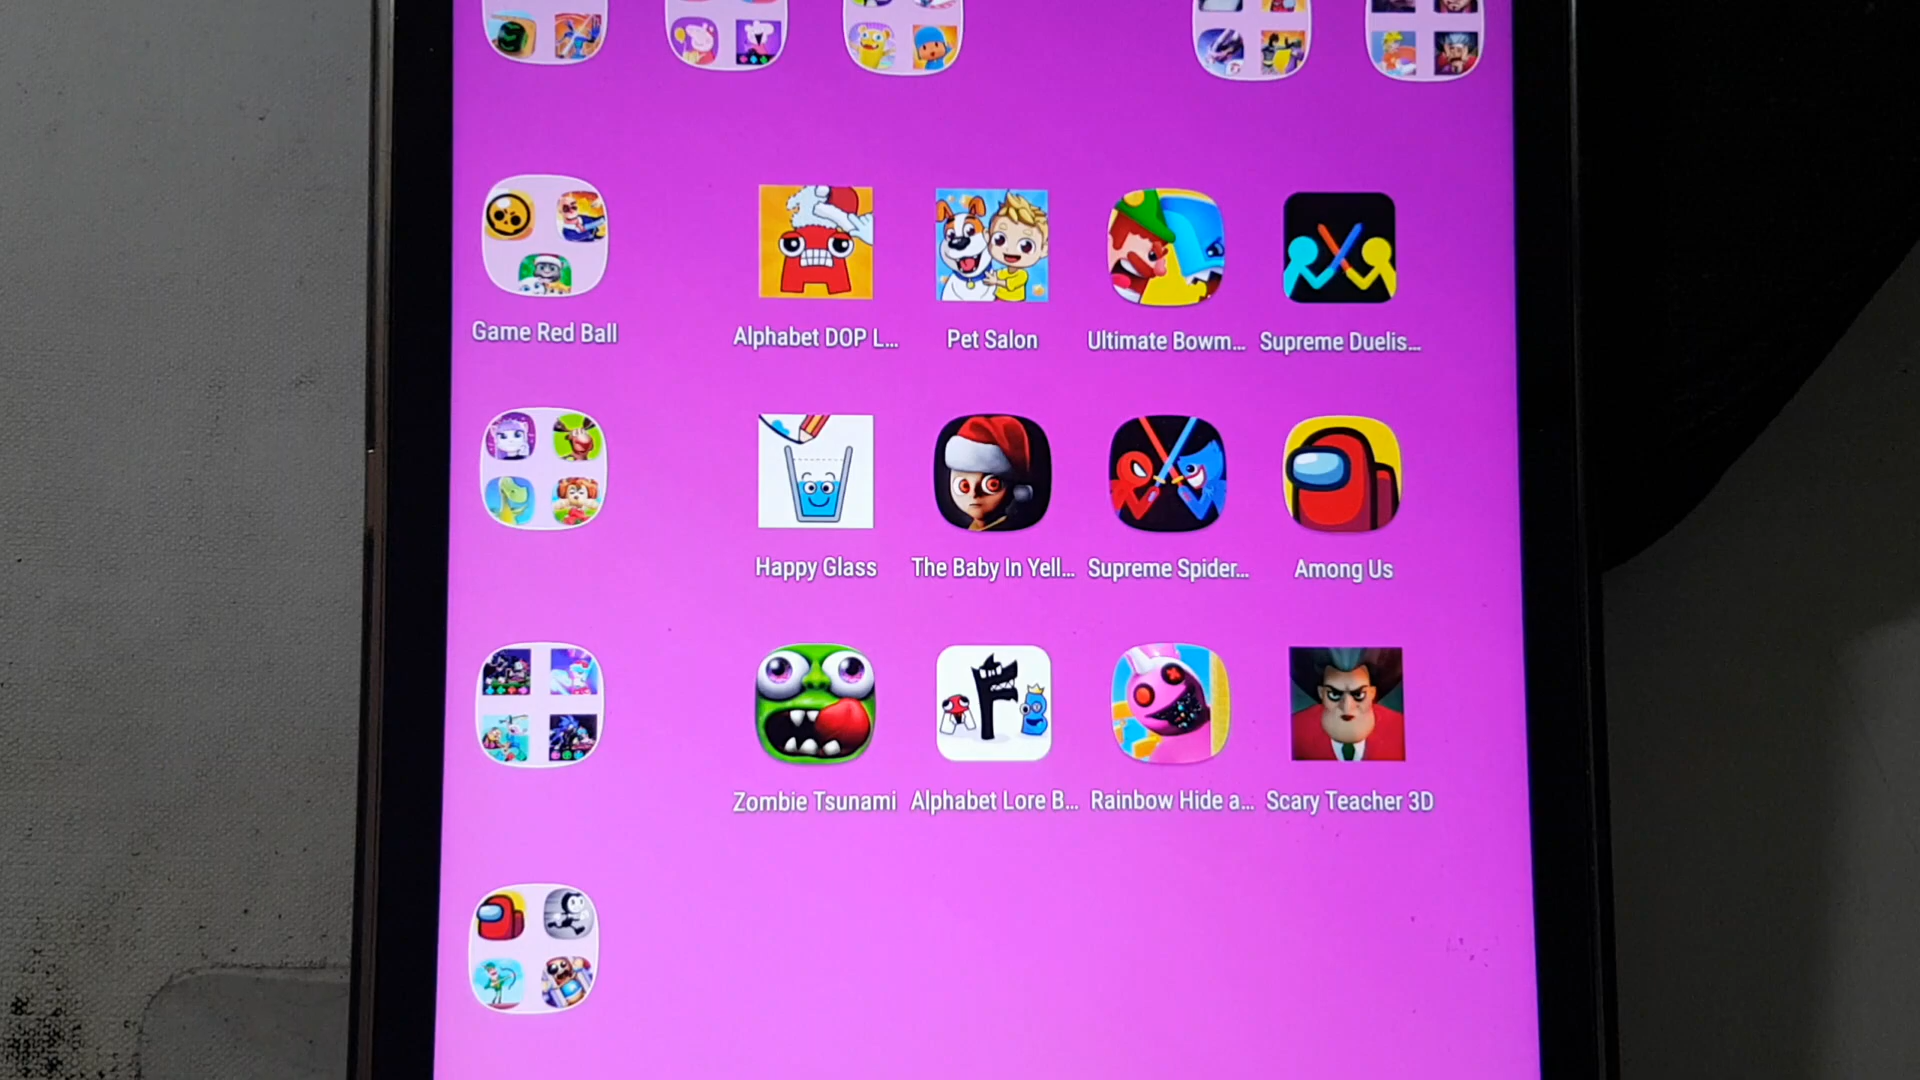 Game Red Ball
Alphabet DOP L...
Pet Salon
Ultimate Bowm...
Supreme Duelis...
Happy Glass
The Baby In Yell...
Supreme Spider...
Among Us
Zombie Tsunami
Alphabet Lore B...
Rainbow Hide a...
Scary Teacher 3D